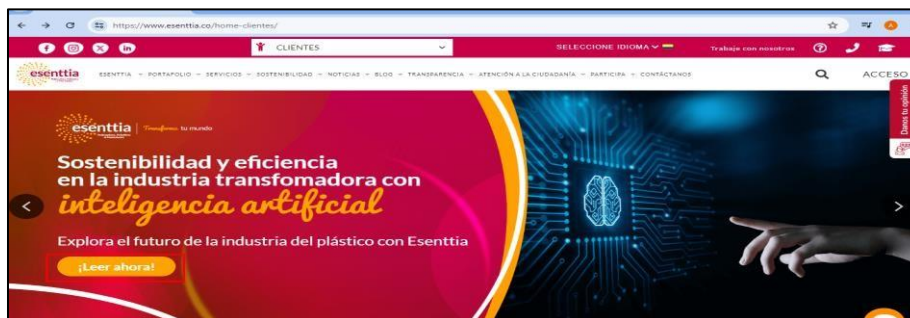 https://www.esenttia.co/home-clientes/
CLIENTES
SELECCIONE IDIOMA
Trabaje con nosotros
esenttia
ESENTTIA
PORTAFOLIO
SERVICIOS
SOSTENIBILIDAD
NOTICIAS
BLOG
TRANSPARENCIA
ATENCIÓN A LA CIUDADANÍA
PARTICIPA
CONTÁCTANOS
ACCESO
Danos tu opinión
esenttia Transforma tu mundo
Sostenibilidad y eficiencia
en la industria transfomadora con
inteligencia artificial
Explora el futuro de la industria del plástico con Esenttia
¡Leer ahora!